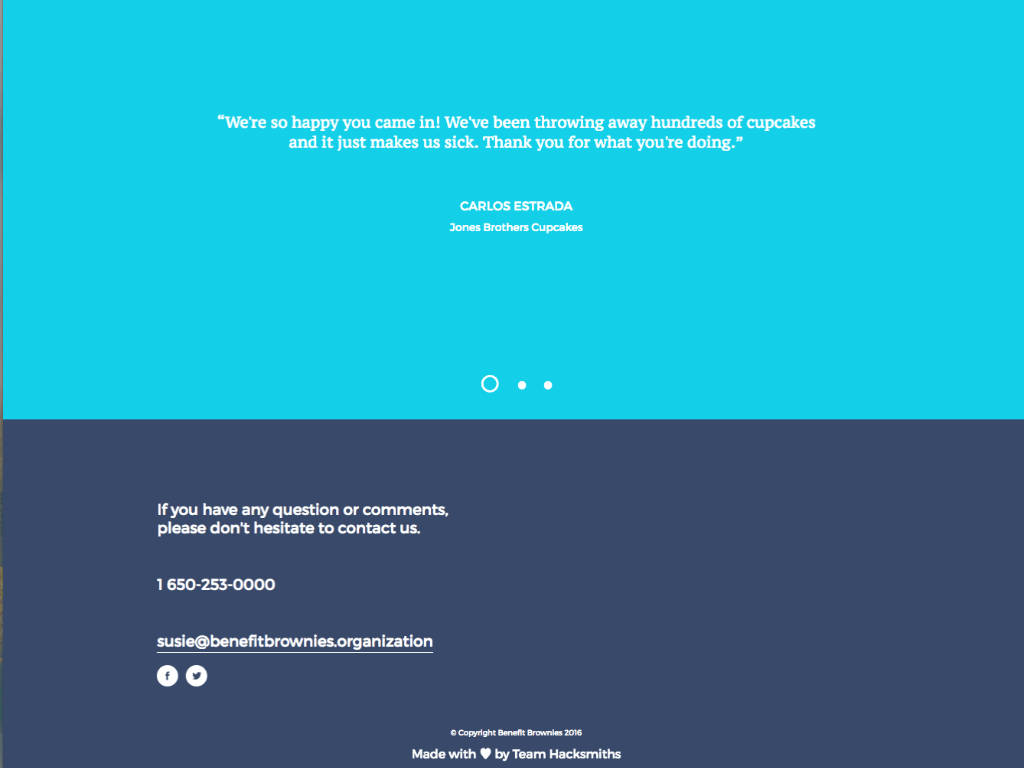 “We're so happy you came in! We've been throwing away hundreds of cupcakes
and it just makes us sick. Thank you for what you're doing.”
CARLOS ESTRADA
Jones Brothers Cupcakes
If you have any question or comments,
please don't hesitate to contact us.
1 650-253-0000
susie@benefitbrownies.organization
© Copyright Benefit Brownies 2016
Made with ♥ by Team Hacksmiths